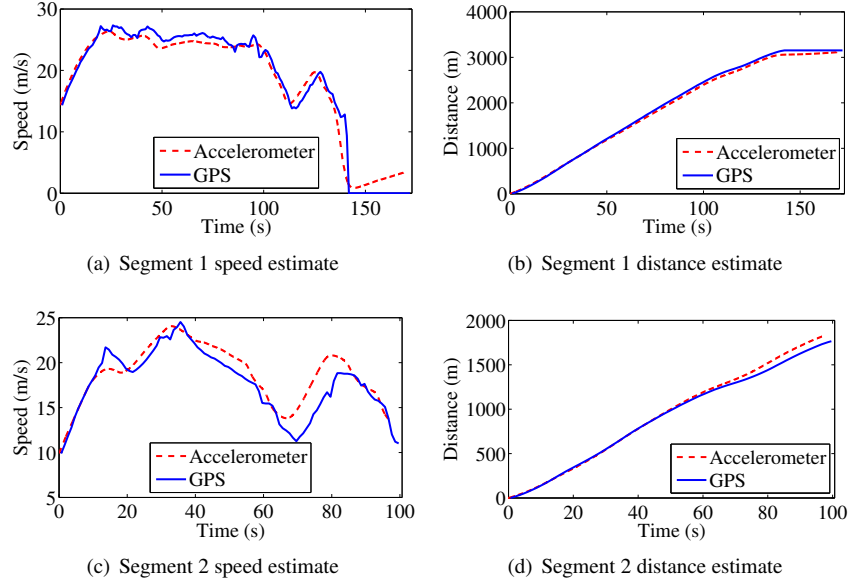 30
20
10
0
0
50
100
150
Speed (m/s)
Time (s)
Accelerometer
GPS
(a) Segment 1 speed estimate
4000
3000
2000
1000
0
0
50
100
150
Distance (m)
Time (s)
Accelerometer
GPS
(b) Segment 1 distance estimate
25
20
15
10
5
0
20
40
60
80
100
Speed (m/s)
Time (s)
Accelerometer
GPS
(c) Segment 2 speed estimate
2000
1500
1000
500
0
0
20
40
60
80
100
Distance (m)
Time (s)
Accelerometer
GPS
(d) Segment 2 distance estimate